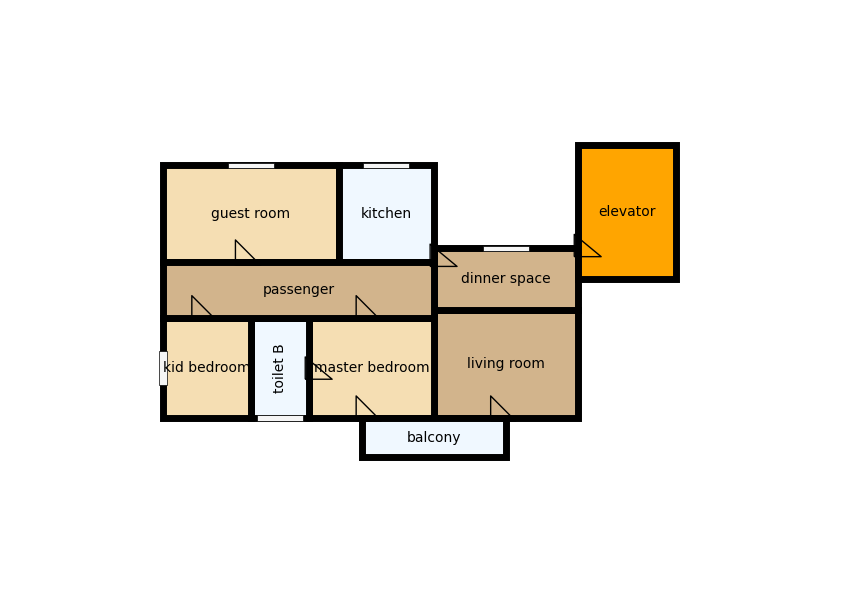 elevator
guest room
kitchen
dinner space
passenger
living room
kid bedroom
toilet B
master bedroom
balcony